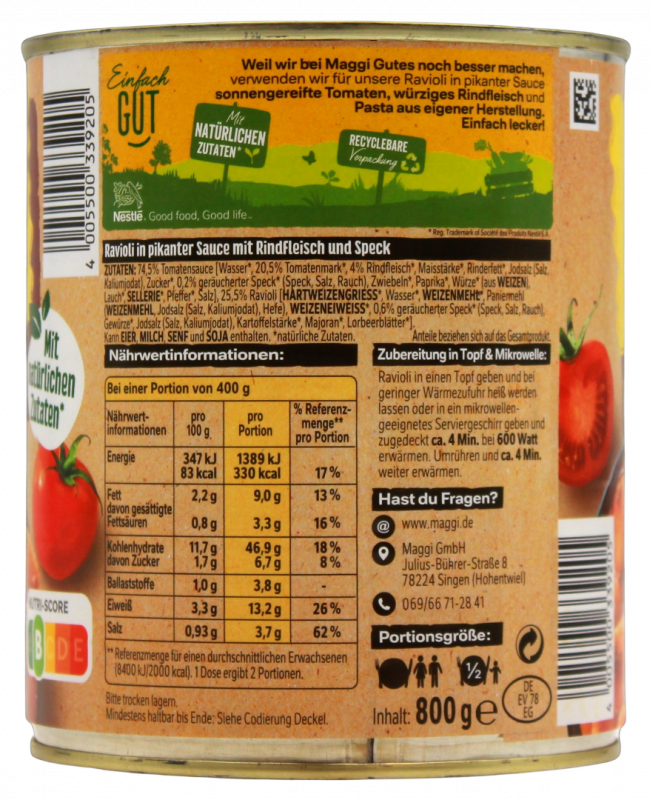 Einfach
GUT
Weil wir bei Maggi Gutes noch besser machen,
verwenden wir für unsere Ravioli in pikanter Sauce
sonnengereifte Tomaten, würziges Rindfleisch und
Pasta aus eigener Herstellung.
Einfach lecker!
Mit
NATÜRLICHEN
ZUTATEN*
RECYCLEBARE
Verpackung
4 005500 339205
Nestlé. Good food, Good life™
* Reg. Trademark of Société des Produits Nestlé S.A.
Ravioli in pikanter Sauce mit Rindfleisch und Speck
ZUTATEN: 74,5% Tomatensauce [Wasser*, 20,5% Tomatenmark*, 4% Rindfleisch*, Maisstärke*, Rinderfett*, Jodsalz (Salz,
Kaliumjodat), Zucker*, 0,2% geräucherter Speck* (Speck, Salz, Rauch), Zwiebeln*, Paprika*, Würze* (aus WEIZEN),
Lauch*, SELLERIE*, Pfeffer*, Salz], 25,5% Ravioli [HARTWEIZENGRIESS*, Wasser*, WEIZENMEHL*, Paniermehl
(WEIZENMEHL, Jodsalz (Salz, Kaliumjodat), Hefe), WEIZENEIWEISS*, 0,6% geräucherter Speck* (Speck, Salz, Rauch),
Gewürze*, Jodsalz (Salz, Kaliumjodat), Kartoffelstärke*, Majoran*, Lorbeerblätter*].
Kann EIER, MILCH, SENF und SOJA enthalten. *natürliche Zutaten.
Anteile beziehen sich auf das Gesamtprodukt.
Mit
natürlichen
Zutaten*
Nährwertinformationen:
Bei einer Portion von 400 g
Nährwert-informationen pro 100 g pro Portion % Referenz-menge** pro Portion
Energie 347 kJ 1389 kJ
83 kcal 330 kcal 17%
Fett 2,2 g 9,0 g 13%
davon gesättigte
Fettsäuren 0,8 g 3,3 g 16%
Kohlenhydrate 11,7 g 46,9 g 18%
davon Zucker 1,7 g 6,7 g 8%
Ballaststoffe 1,0 g 3,8 g -
Eiweiß 3,3 g 13,2 g 26%
Salz 0,93 g 3,7 g 62%
** Referenzmenge für einen durchschnittlichen Erwachsenen
(8400 kJ/2000 kcal). 1 Dose ergibt 2 Portionen.
NUTRI-SCORE
B C D E
Bitte trocken lagern.
Mindestens haltbar bis Ende: Siehe Codierung Deckel.
Zubereitung in Topf & Mikrowelle:
Ravioli in einen Topf geben und bei
geringer Wärmezufuhr heiß werden
lassen oder in ein mikrowellen-
geeignetes Serviergeschirr geben und
zugedeckt ca. 4 Min. bei 600 Watt
erwärmen. Umrühren und ca. 4 Min.
weiter erwärmen.
Hast du Fragen?
@ www.maggi.de
Maggi GmbH
Julius-Bührer-Straße 8
78224 Singen (Hohentwiel)
069/66 71-28 41
Portionsgröße:
½
Inhalt: 800 g e
DE
EV 78
EG
4 005500 339205